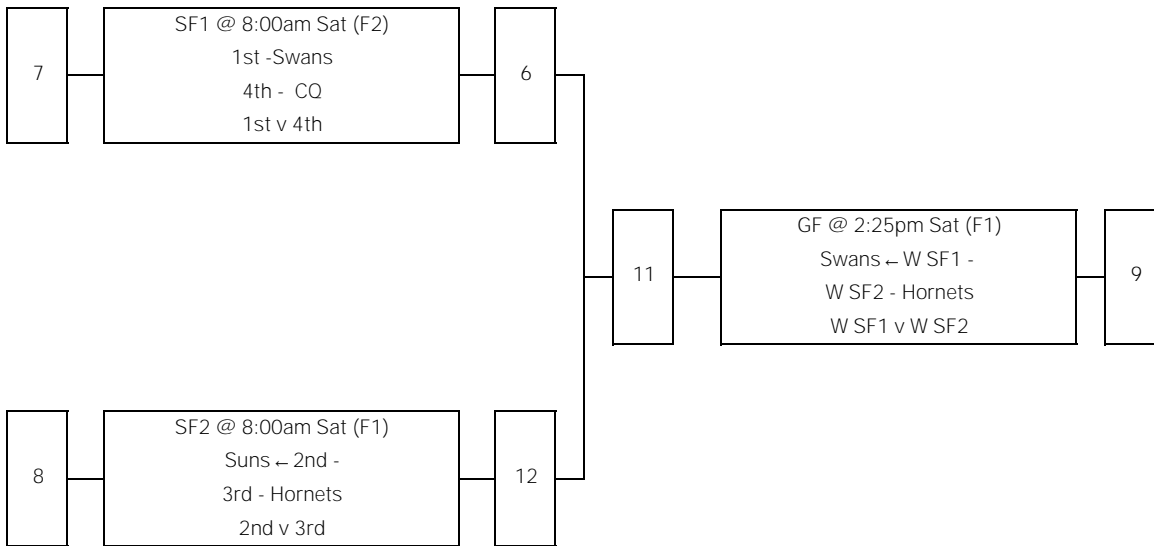 7
SF1 @ 8:00am Sat (F2)
1st -Swans
4th - CQ
1st v 4th
6
11
GF @ 2:25pm Sat (F1)
Swans ← W SF1 -
W SF2 - Hornets
W SF1 v W SF2
9
8
SF2 @ 8:00am Sat (F1)
Suns ← 2nd -
3rd - Hornets
2nd v 3rd
12